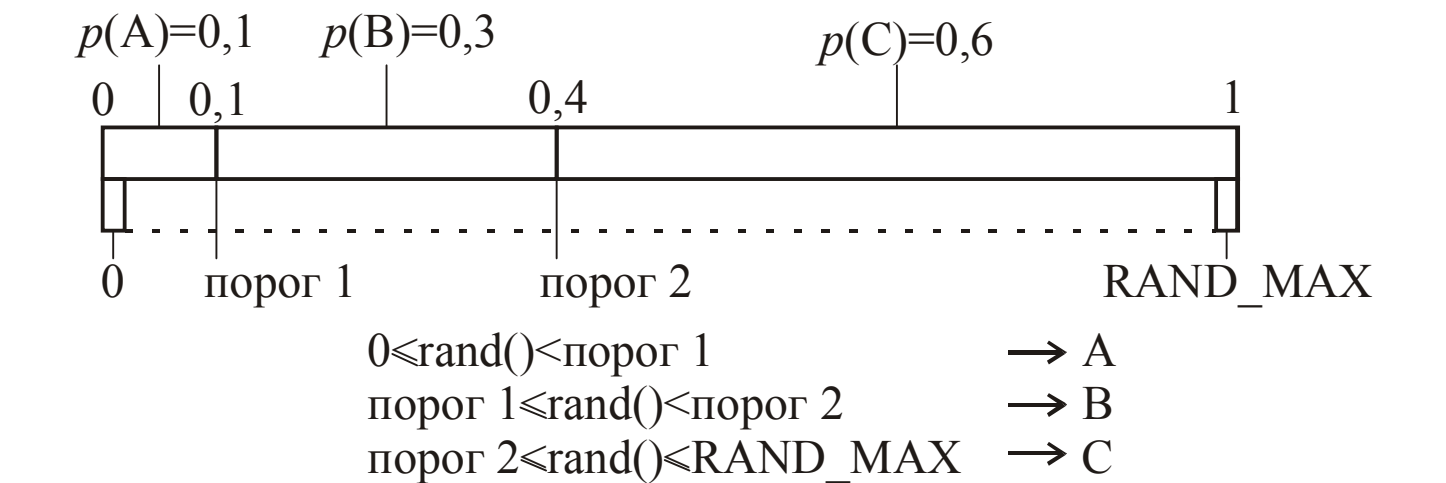 p(A)=0,1 p(B)=0,3 p(C)=0,6
0 0,1 0,4 1
0 порог 1 порог 2 RAND_MAX
0⩽rand()<порог 1 → A
порог 1⩽rand()<порог 2 → B
порог 2⩽rand()⩽RAND_MAX → C